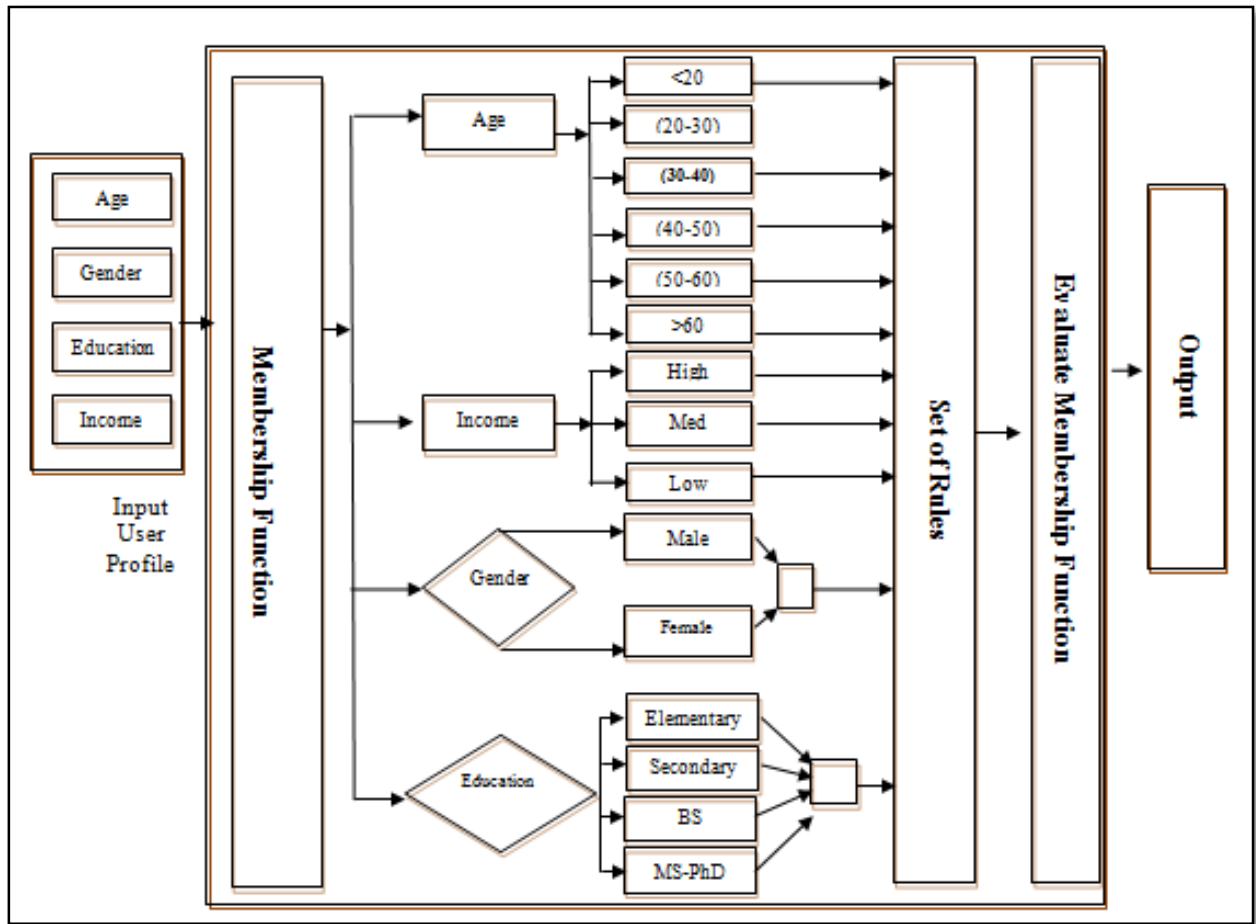 Age
Gender
Education
Income
Input
User
Profile
Membership Function
Age
<20
(20-30)
(30-40)
(40-50)
(50-60)
>60
Income
High
Med
Low
Gender
Male
Female
Education
Elementary
Secondary
BS
MS-PhD
Set of Rules
Evaluate Membership Function
Output